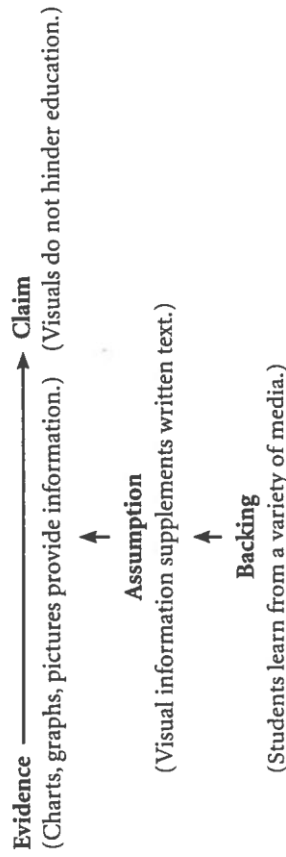 Evidence Claim
(Charts, graphs, pictures provide information.) (Visuals do not hinder education.)
Assumption
(Visual information supplements written text.)
Backing
(Students learn from a variety of media.)